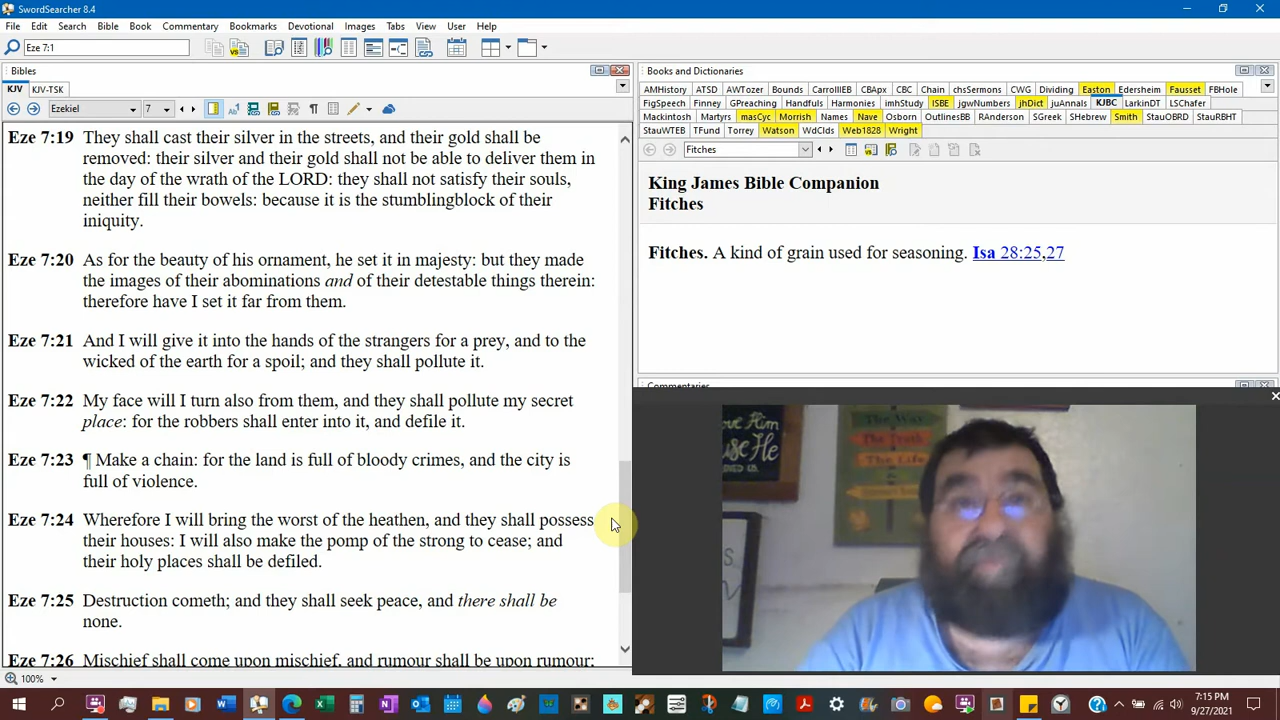 SwordSearcher 8.4
File Edit Search Bible Book Commentary Bookmarks Devotional Images Tabs View User Help
Eze 7:1
Bibles
KJV KJV-TSK
Ezekiel 7
Eze 7:19 They shall cast their silver in the streets, and their gold shall be
removed: their silver and their gold shall not be able to deliver them in
the day of the wrath of the LORD: they shall not satisfy their souls,
neither fill their bowels: because it is the stumblingblock of their
iniquity.
Eze 7:20 As for the beauty of his ornament, he set it in majesty: but they made
the images of their abominations and of their detestable things therein:
therefore have I set it far from them.
Eze 7:21 And I will give it into the hands of the strangers for a prey, and to the
wicked of the earth for a spoil; and they shall pollute it.
Eze 7:22 My face will I turn also from them, and they shall pollute my secret
place: for the robbers shall enter into it, and defile it.
Eze 7:23 ¶ Make a chain: for the land is full of bloody crimes, and the city is
full of violence.
Eze 7:24 Wherefore I will bring the worst of the heathen, and they shall possess
their houses: I will also make the pomp of the strong to cease; and
their holy places shall be defiled.
Eze 7:25 Destruction cometh; and they shall seek peace, and there shall be
none.
Eze 7:26 Mischief shall come upon mischief, and rumour shall be upon rumour;
100%
Books and Dictionaries
AMHistory ATSD AWTozer Bounds CarrollEIB CBApx CBC Chain chsSermons CWG Dividing Easton Edersheim Fausset FBHole
FigSpeech Finney GPreaching Handfuls Harmonies imhStudy ISBE jgwNumbers jhDict juAnnals KJBC LarkinDT LSChafer
Mackintosh Martyrs masCyc Morrish Names Nave Osborn OutlinesBB RAnderson SGreek SHebrew Smith StauOBRD StauRBHT
StauWTEB TFund Torrey Watson WdClds Web1828 Wright
Fitches
King James Bible Companion
Fitches
Fitches. A kind of grain used for seasoning. Isa 28:25,27
Commentaries
The Way
The Truth
The Life
7:15 PM
9/27/2021